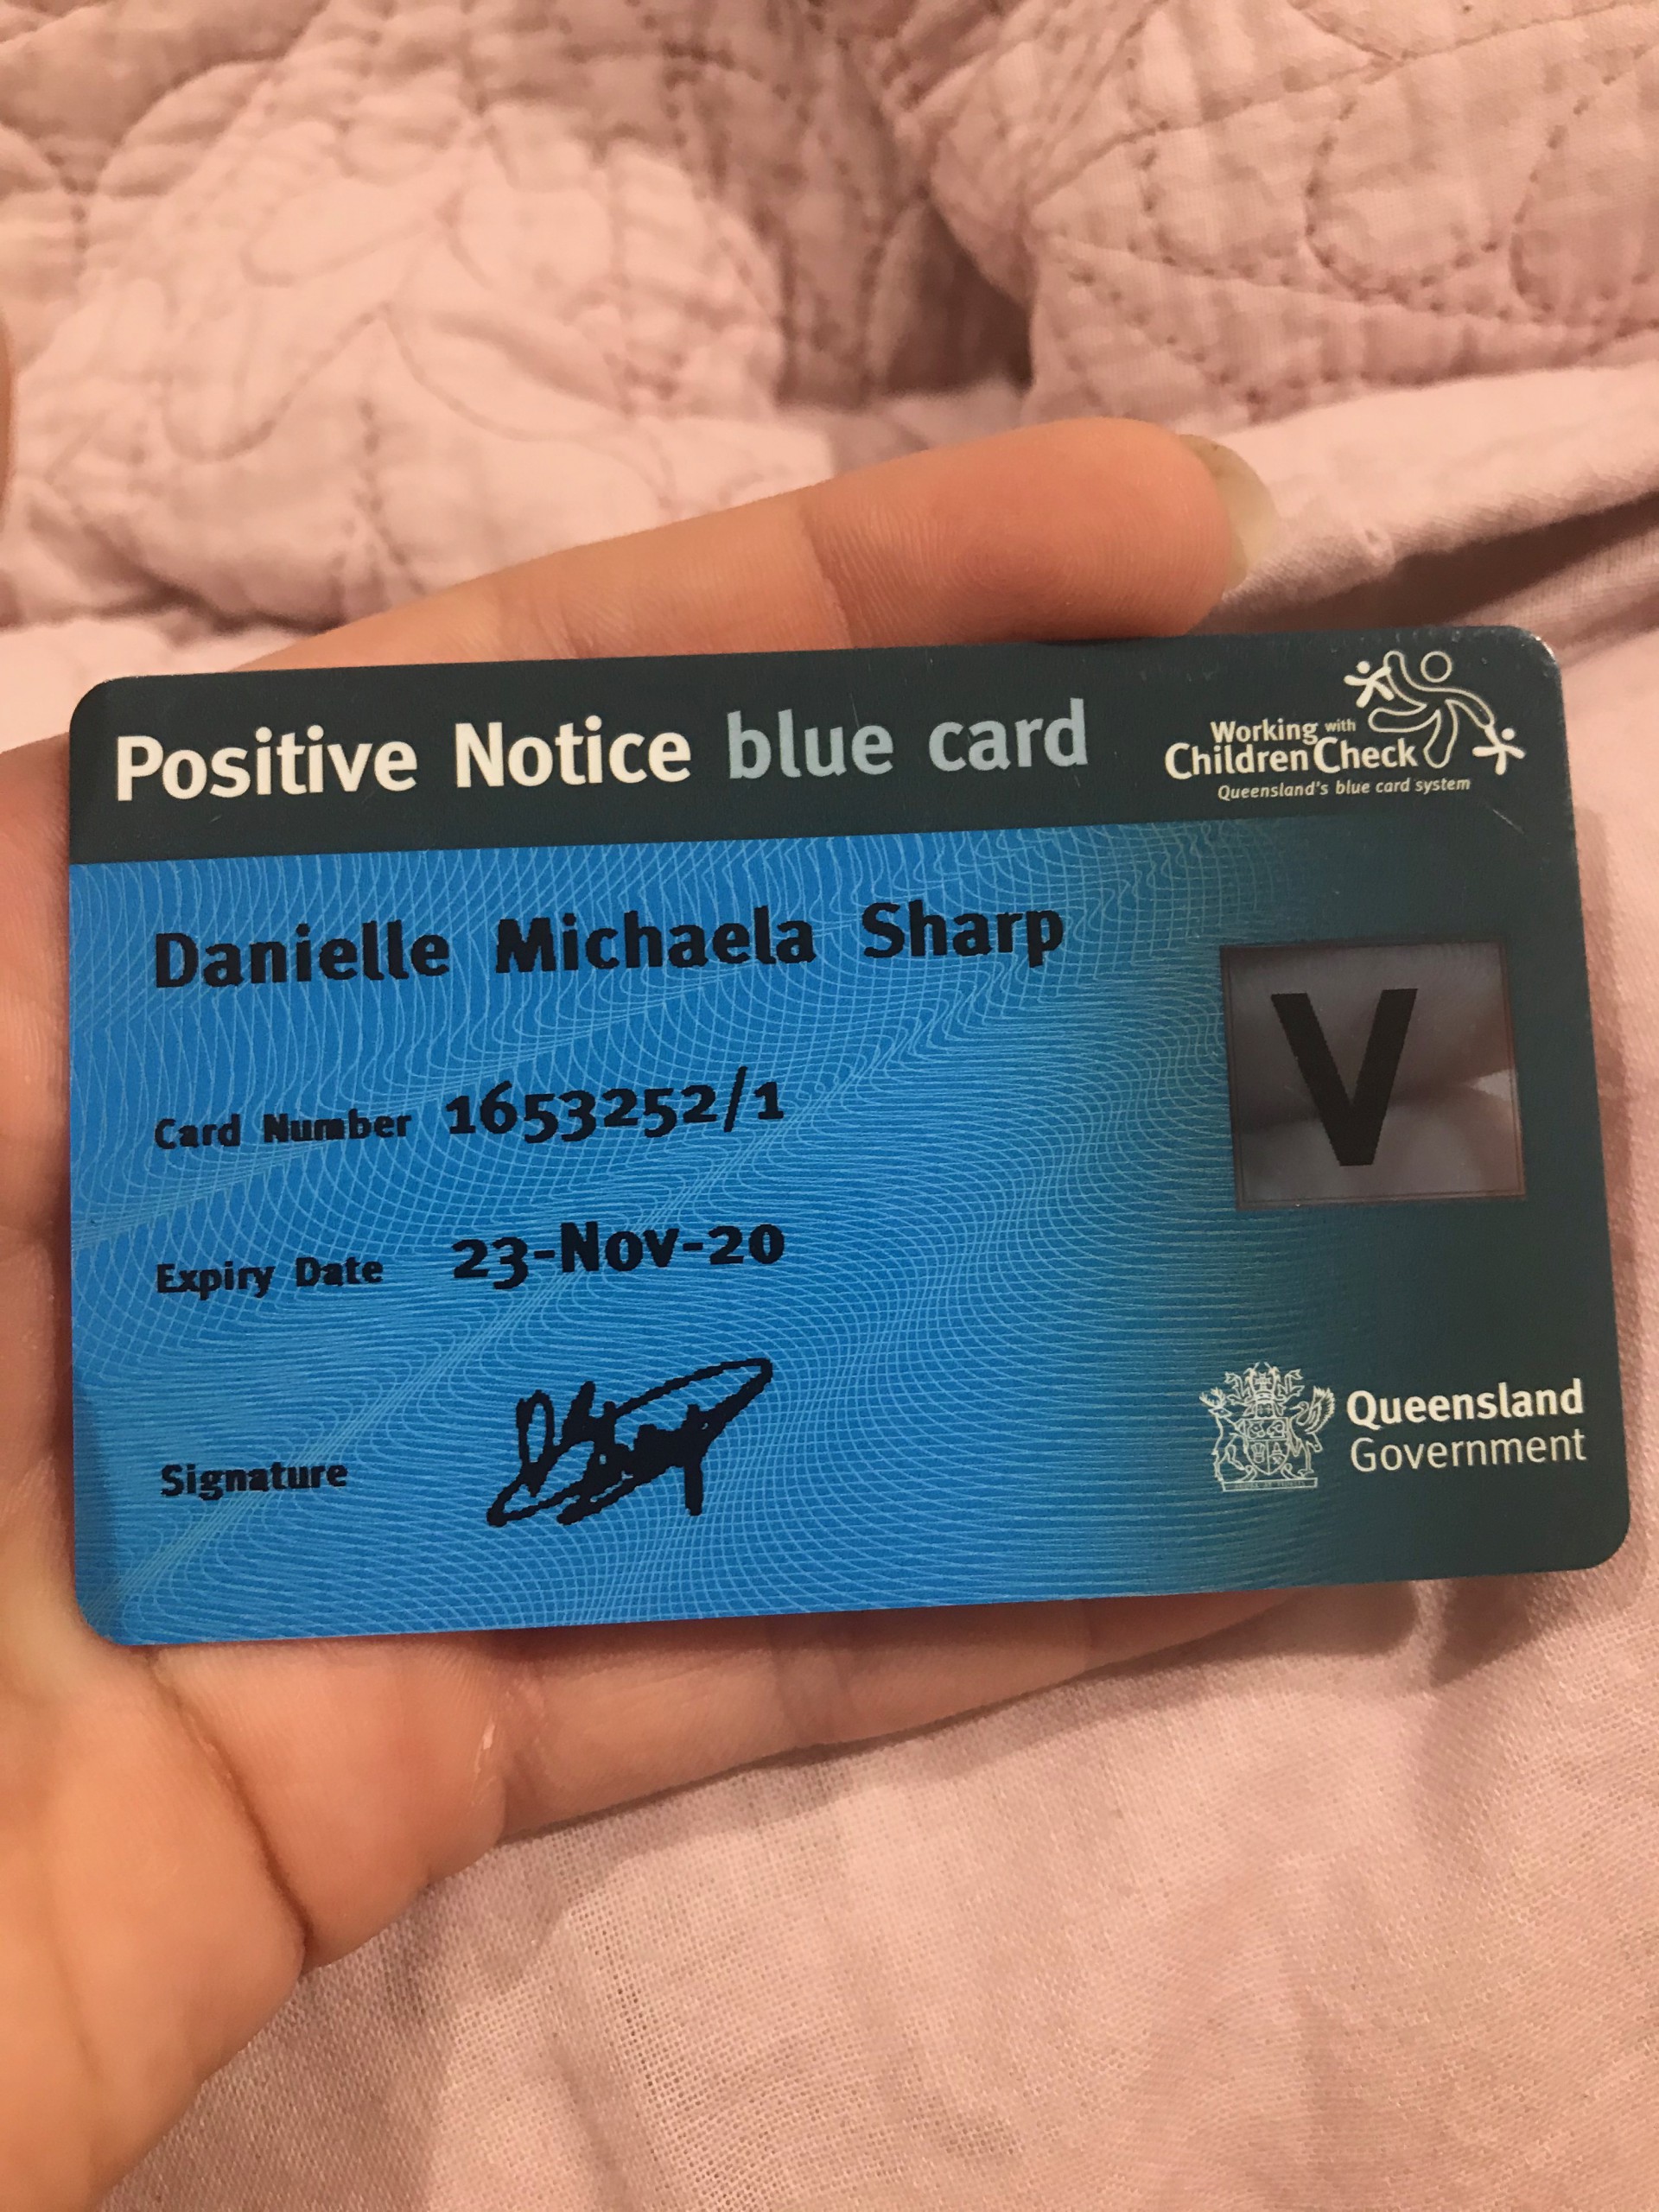 Positive Notice blue card
Working with
Children Check
Queensland's blue card system
Danielle Michaela Sharp
V
Card Number 1653252/1
Expiry Date 23-Nov-20
Signature
Queensland
Government